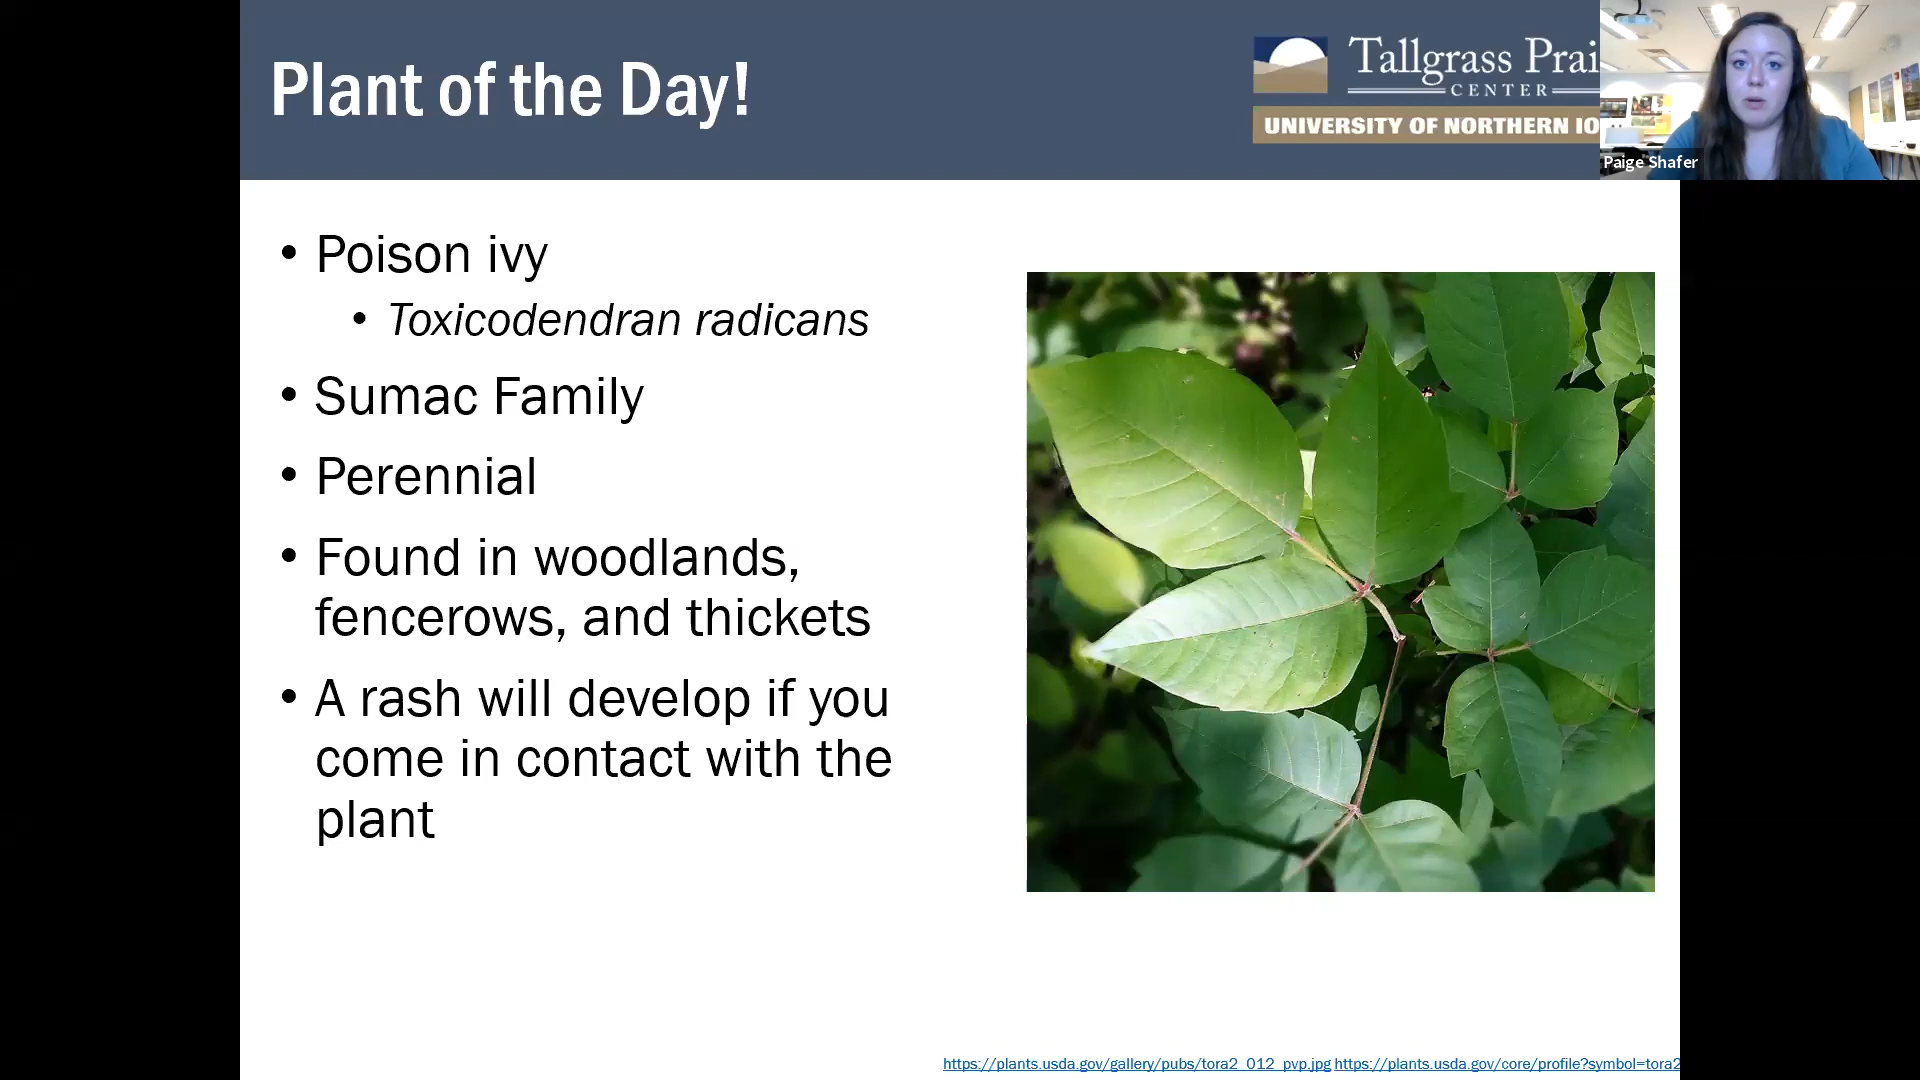 Plant of the Day!
Tallgrass Prai
CENTER
UNIVERSITY OF NORTHERN IO
Paige Shafer
• Poison ivy
• Toxicodendran radicans
• Sumac Family
• Perennial
• Found in woodlands,
fencerows, and thickets
• A rash will develop if you
come in contact with the
plant
https://plants.usda.gov/gallery/pubs/tora2_012_pvp.jpg https://plants.usda.gov/core/profile?symbol=tora2